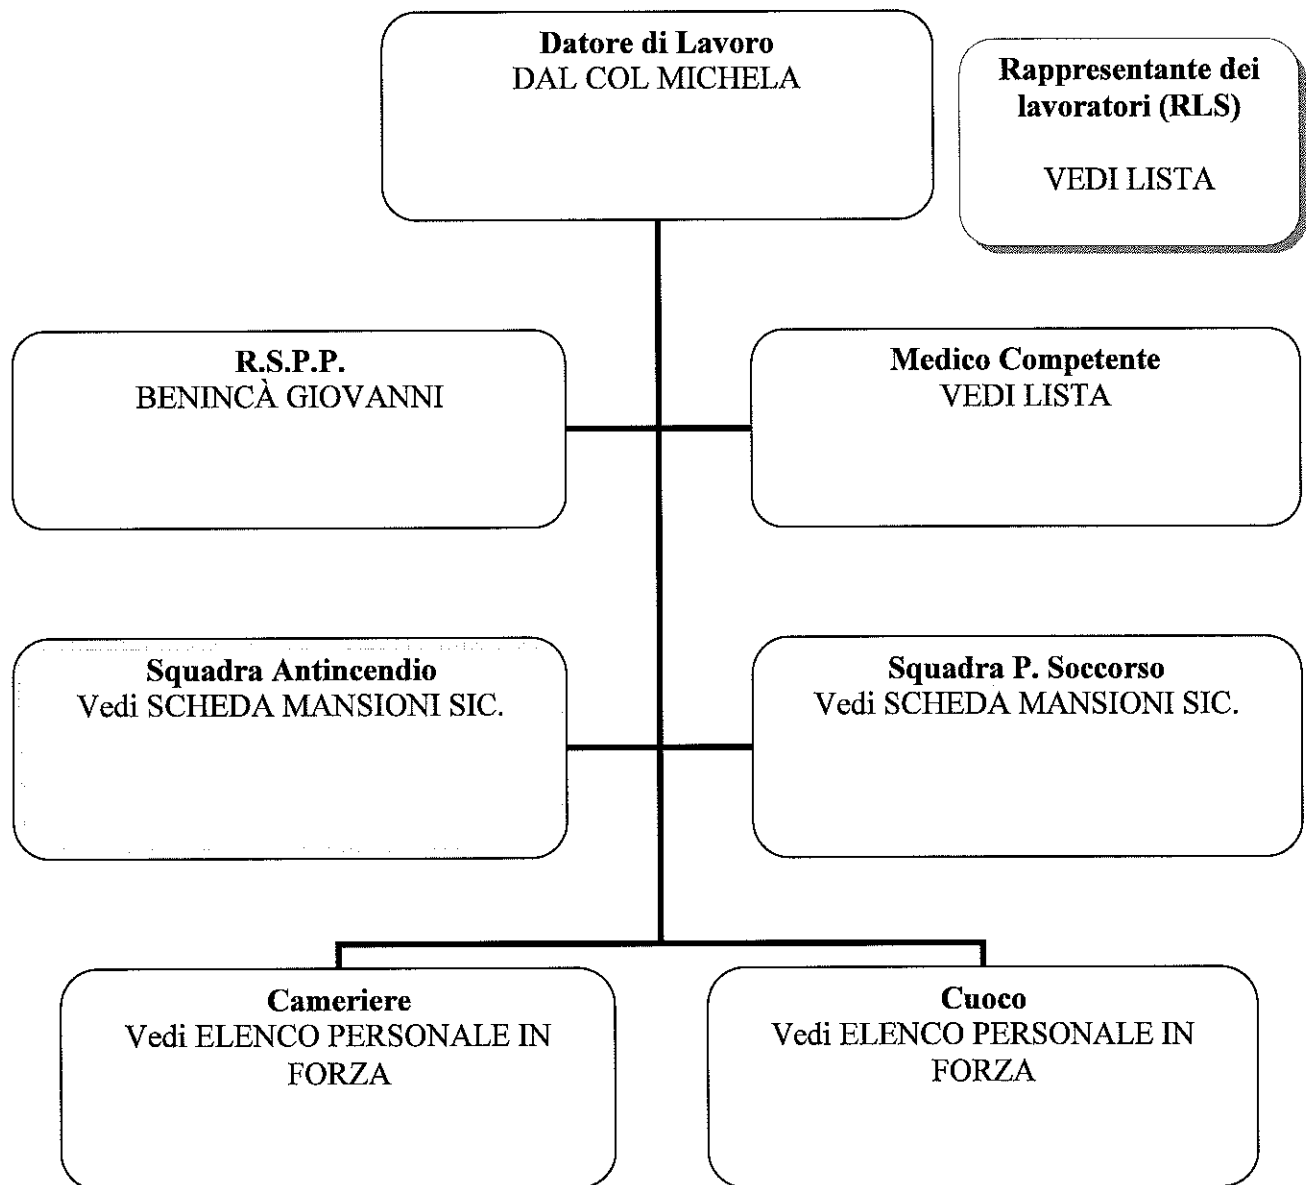 Datore di Lavoro
DAL COL MICHELA
Rappresentante dei
lavoratori (RLS)
VEDI LISTA
R.S.P.P.
BENINCÀ GIOVANNI
Medico Competente
VEDI LISTA
Squadra Antincendio
Vedi SCHEDA MANSIONI SIC.
Squadra P. Soccorso
Vedi SCHEDA MANSIONI SIC.
Cameriere
Vedi ELENCO PERSONALE IN
FORZA
Cuoco
Vedi ELENCO PERSONALE IN
FORZA